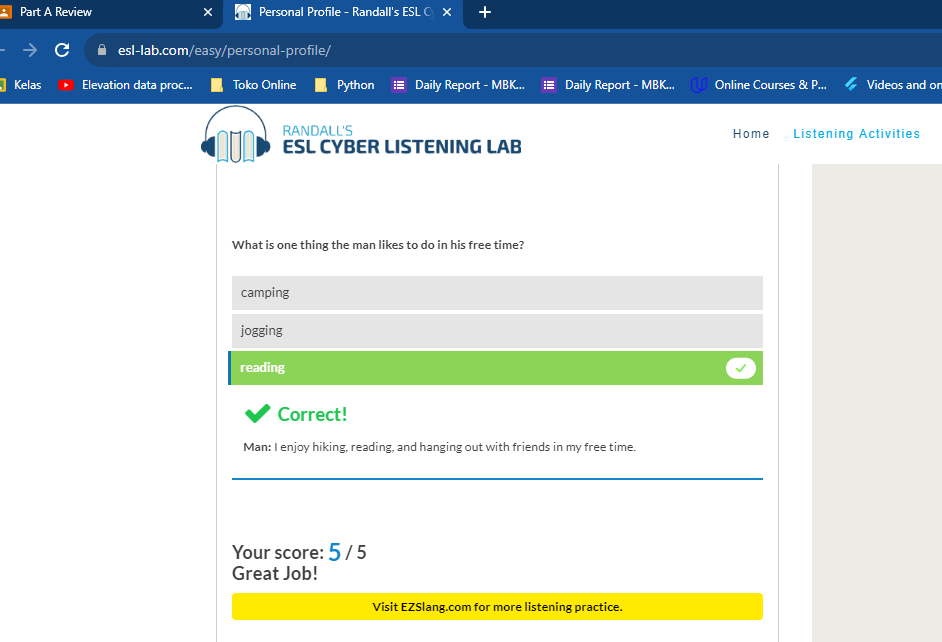 Part A Review
Personal Profile - Randall's ESL C
esl-lab.com/easy/personal-profile/
Kelas
Elevation data proc...
Toko Online
Python
Daily Report - MBK...
Daily Report - MBK...
Online Courses & P...
Videos and on
RANDALL'S
ESL CYBER LISTENING LAB
Home
Listening Activities
What is one thing the man likes to do in his free time?
camping
jogging
reading
Correct!
Man: I enjoy hiking, reading, and hanging out with friends in my free time.
Your score: 5 / 5
Great Job!
Visit EZSlang.com for more listening practice.